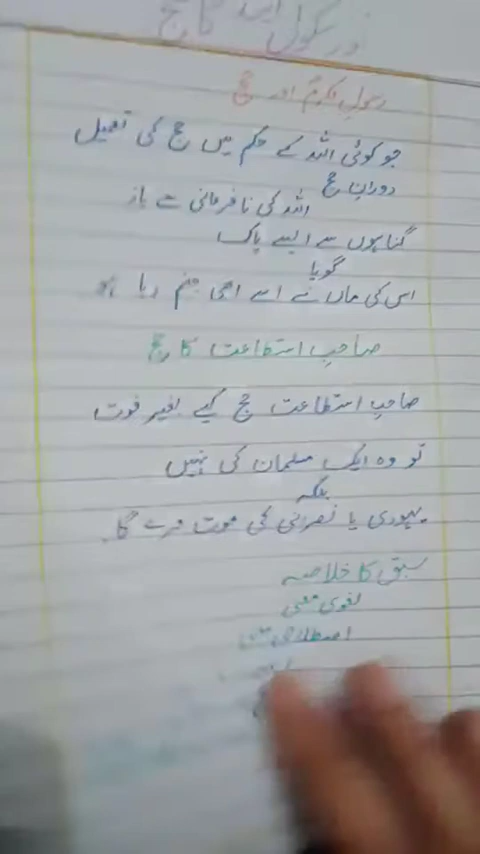 رسولِ مکرمؐ اور حج
جو کوئی اللہ کے حکم میں حج کی تعمیل
دورانِ حج
اللہ کی نافرمانی سے باز
گناہوں سے ایسے پاک
گویا
اس کی ماں نے اسے ابھی جنم دیا ہو
صاحبِ استطاعت کا حج
صاحبِ استطاعت حج کیے بغیر فوت
تو وہ ایک مسلمان کی نہیں
بلکہ
یہودی یا نصرانی کی موت مرے گا۔
سبق کا خلاصہ
لغوی معنی
اصطلاحی معنی